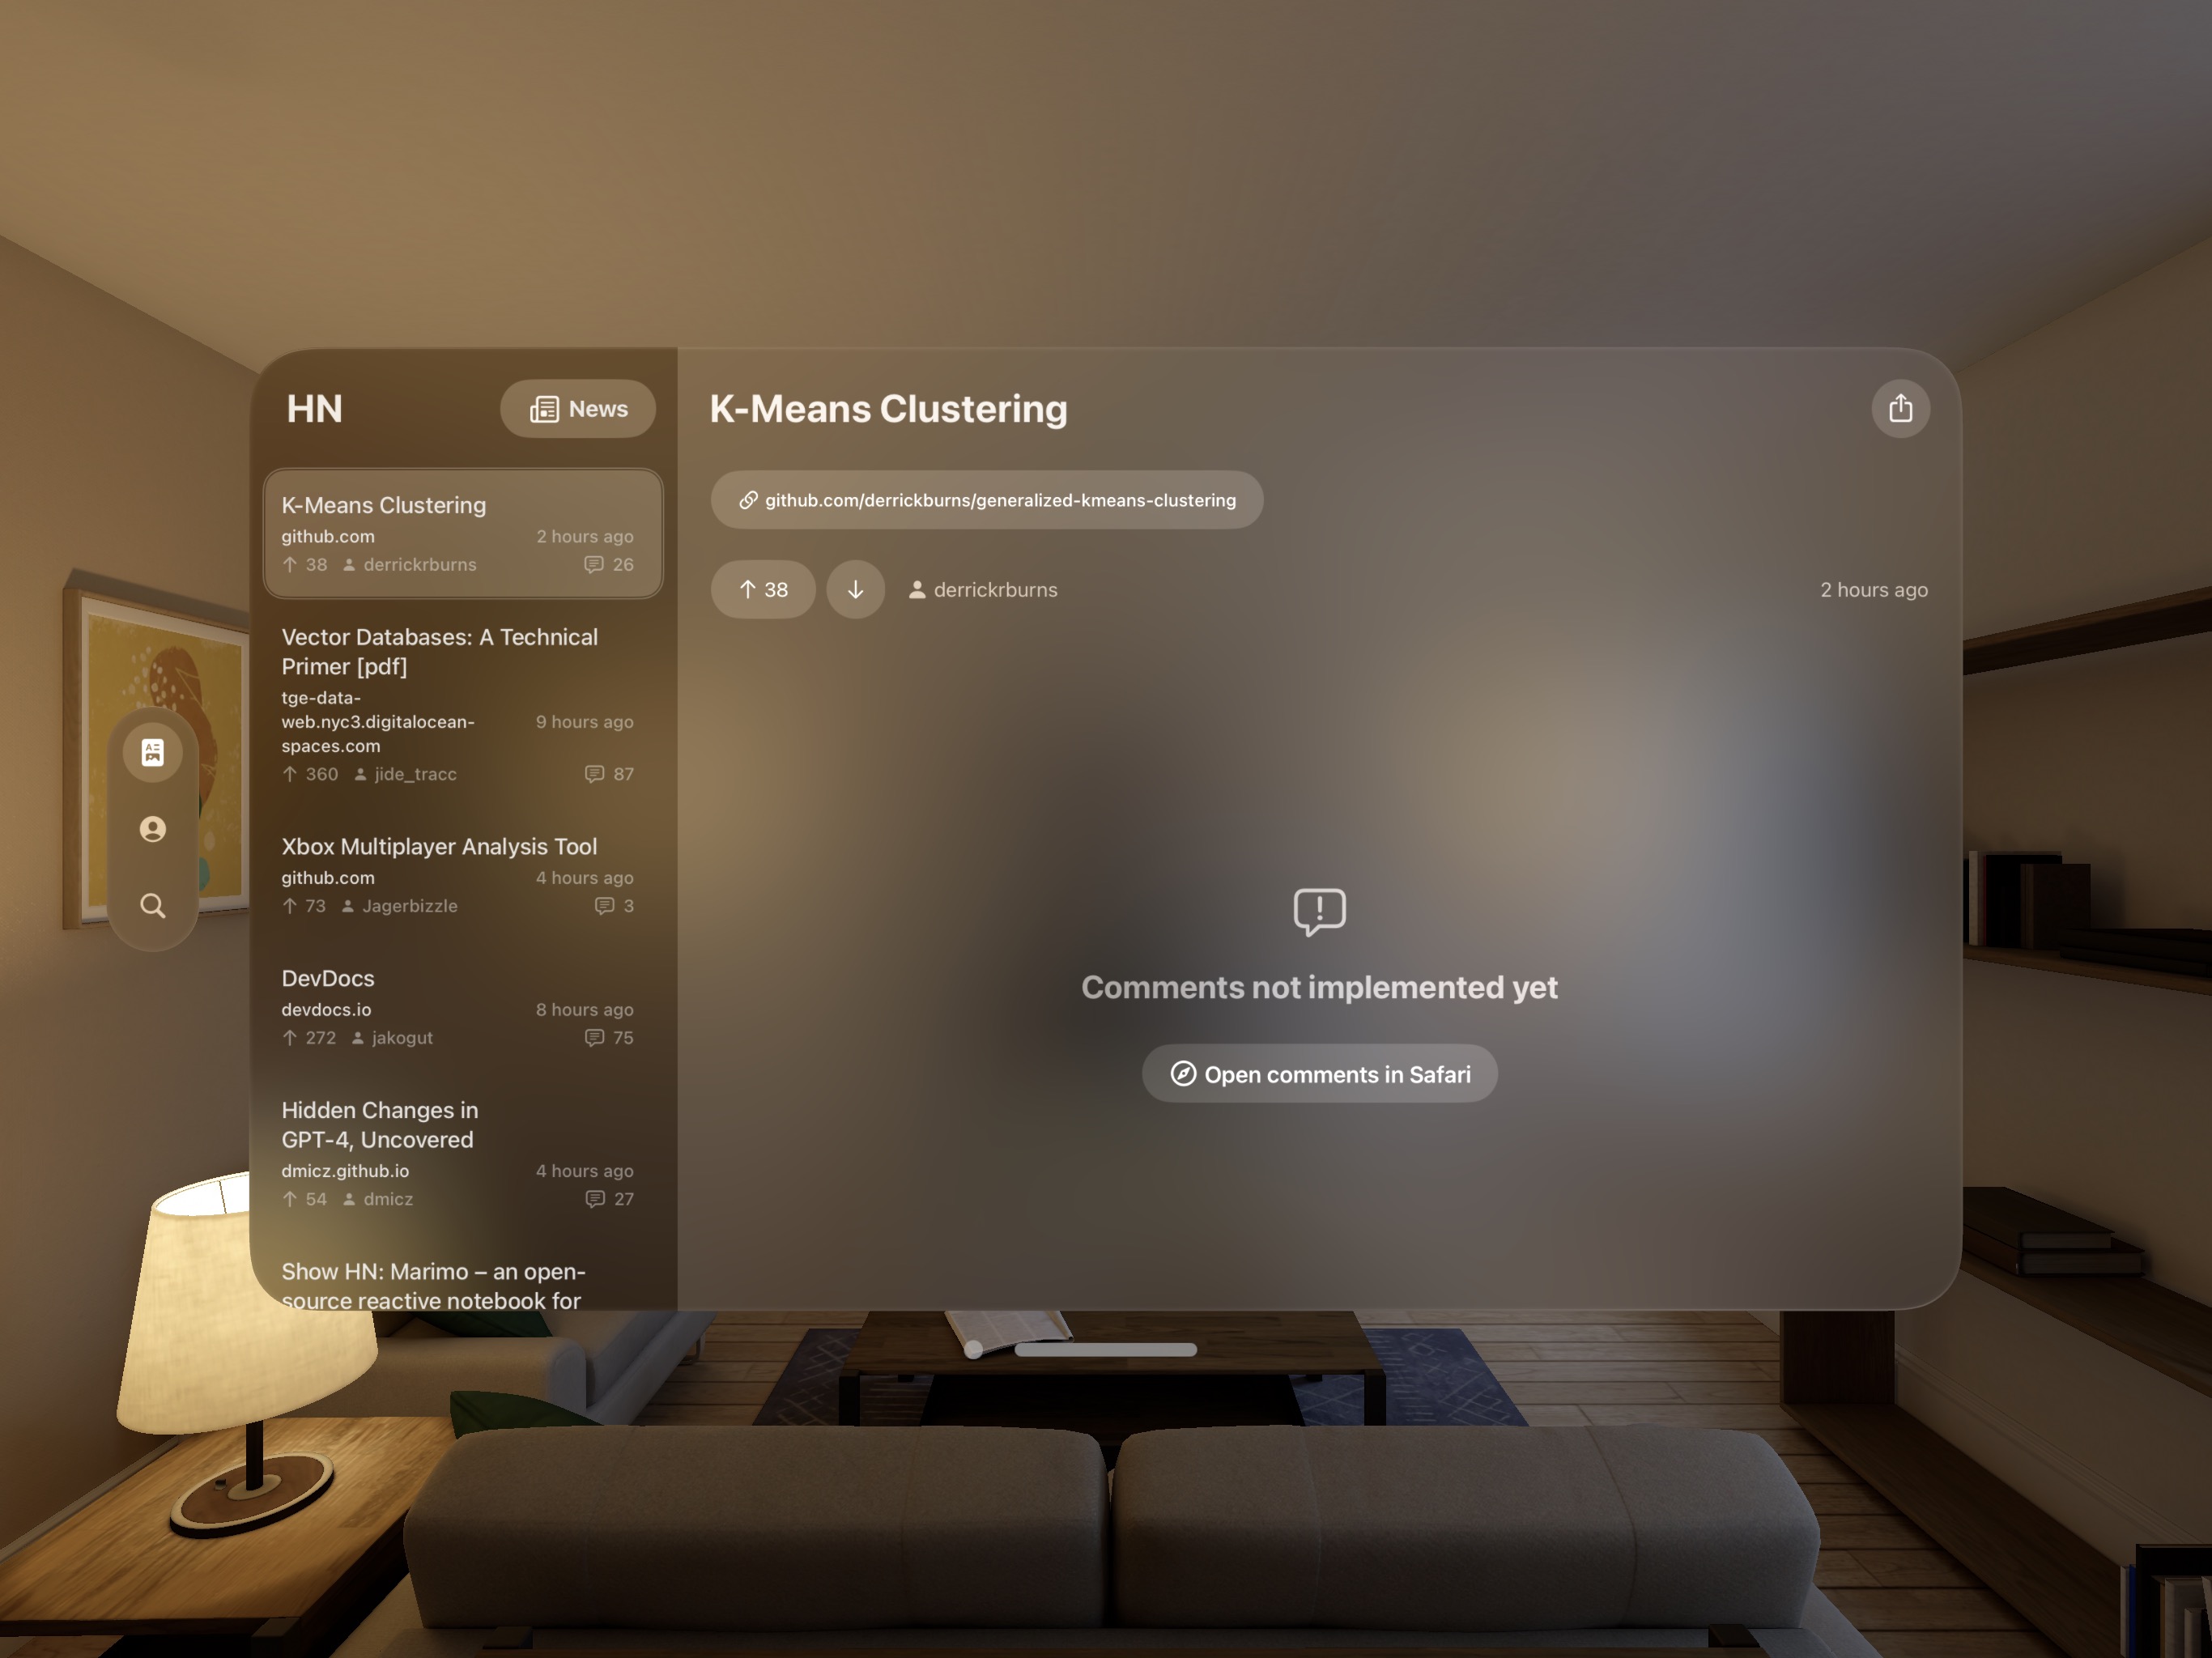 HN
News
K-Means Clustering
github.com
2 hours ago
38
derrickrburns
26
Vector Databases: A Technical
Primer [pdf]
tge-data-
web.nyc3.digitalocean-
spaces.com
9 hours ago
360
jide_tracc
87
Xbox Multiplayer Analysis Tool
github.com
4 hours ago
73
Jagerbizzle
3
DevDocs
devdocs.io
8 hours ago
272
jakogut
75
Hidden Changes in
GPT-4, Uncovered
dmicz.github.io
4 hours ago
54
dmicz
27
Show HN: Marimo – an open-
source reactive notebook for
K-Means Clustering
github.com/derrickburns/generalized-kmeans-clustering
38
derrickrburns
2 hours ago
Comments not implemented yet
Open comments in Safari